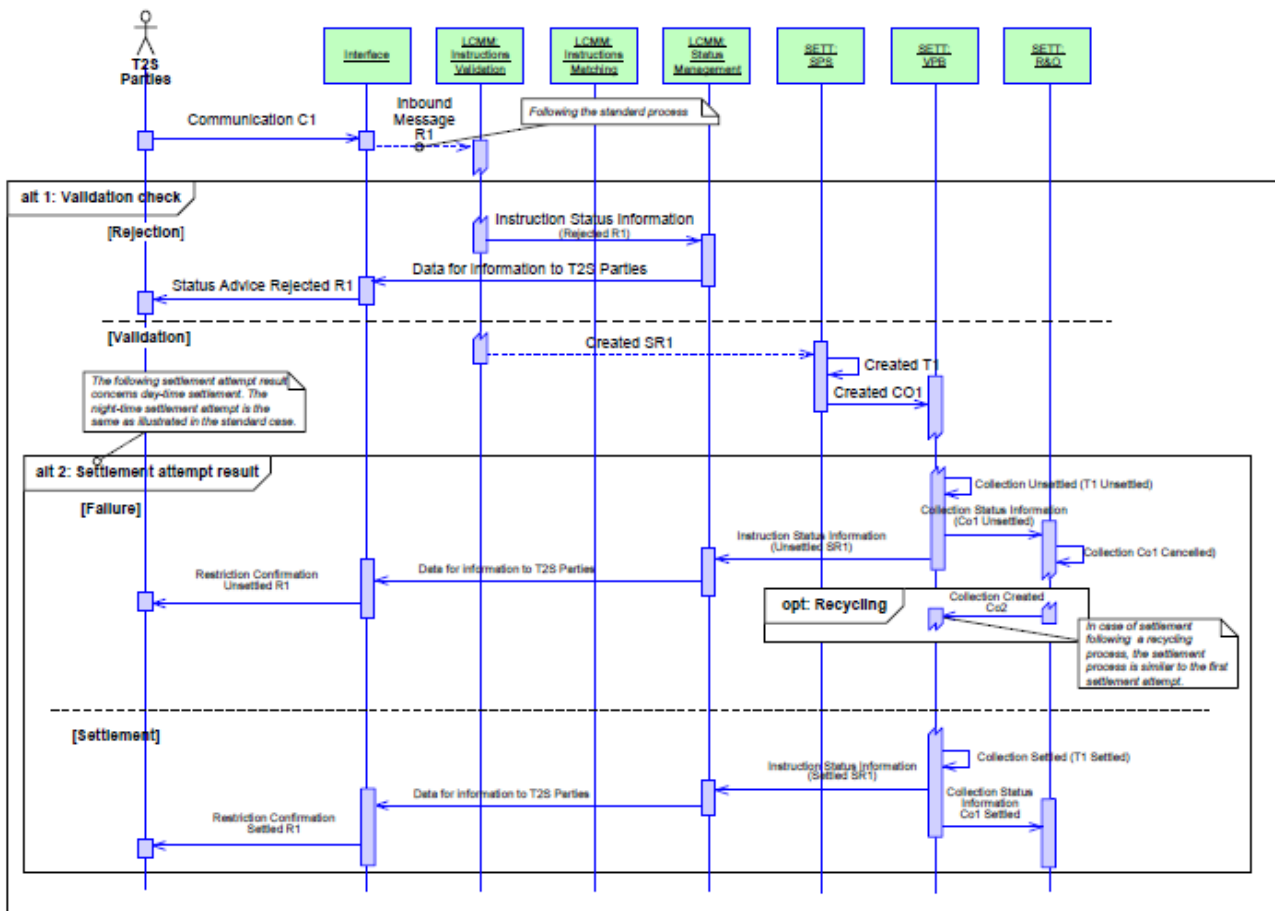 T2S
Parties
Interface
LCMM:
Instructions
Validation
LCMM:
Instructions
Matching
LCMM:
Status
Management
SETT:
SPS
SETT:
VPB
SETT:
R&O
Communication C1
Inbound
Message
R1
Following the standard process
alt 1: Validation check
[Rejection]
Instruction Status Information
(Rejected R1)
Data for information to T2S Parties
Status Advice Rejected R1
[Validation]
Created SR1
Created T1
Created CO1
The following settlement attempt result
concerns day-time settlement. The
night-time settlement attempt is the
same as illustrated in the standard case.
alt 2: Settlement attempt result
[Failure]
Collection Unsettled (T1 Unsettled)
Collection Status Information
(Co1 Unsettled)
Instruction Status Information
(Unsettled SR1)
Collection Co1 Cancelled)
Data for information to T2S Parties
Restriction Confirmation
Unsettled R1
opt: Recycling
Collection Created
Co2
In case of settlement
following a recycling
process, the settlement
process is similar to the first
settlement attempt.
[Settlement]
Collection Settled (T1 Settled)
Instruction Status Information
(Settled SR1)
Data for information to T2S Parties
Collection Status
Information
Co1 Settled
Restriction Confirmation
Settled R1